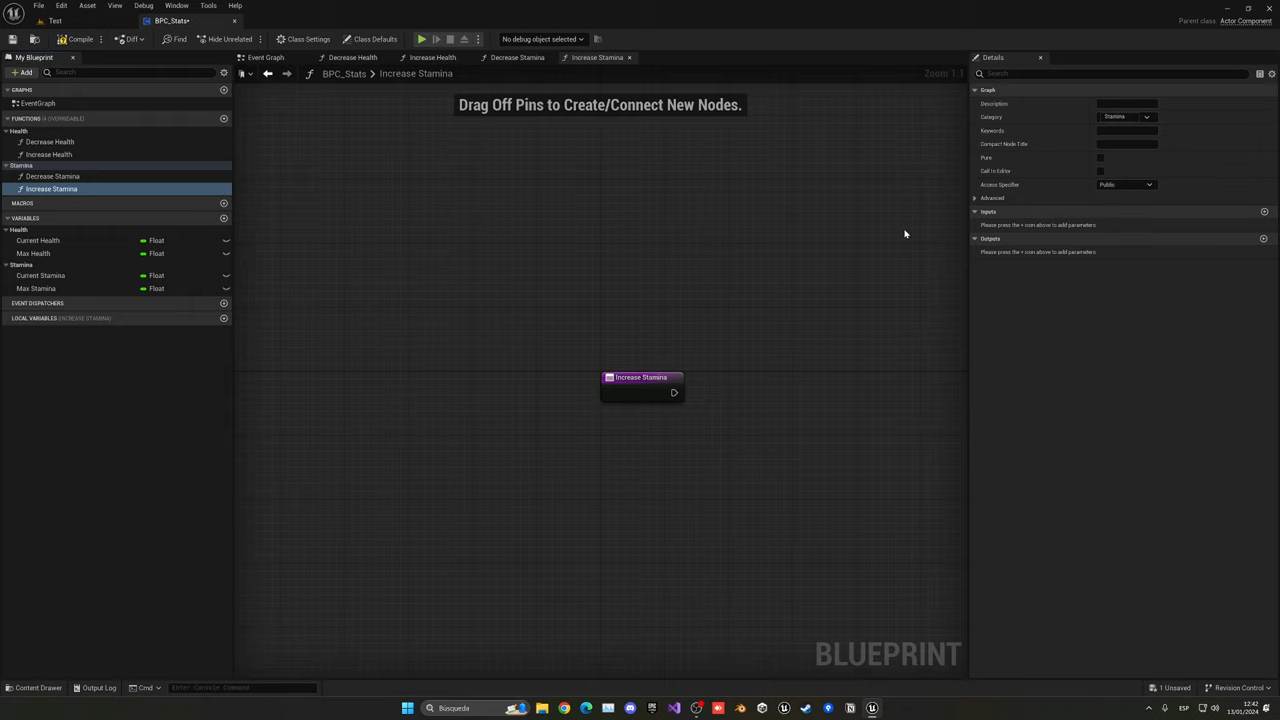 File Edit Asset View Debug Window Tools Help
Parent class: Actor Component
Test
BPC_Stats*
Compile
Diff
Find
Hide Unrelated
Class Settings
Class Defaults
No debug object selected
My Blueprint
Event Graph
Decrease Health
Increase Health
Decrease Stamina
Increase Stamina
Details
Add
Search
BPC_Stats
Increase Stamina
Zoom 1:1
Search
Drag Off Pins to Create/Connect New Nodes.
GRAPHS
EventGraph
FUNCTIONS (4 OVERRIDABLE)
Health
Decrease Health
Increase Health
Stamina
Decrease Stamina
Increase Stamina
MACROS
VARIABLES
Health
Current Health Float
Max Health Float
Stamina
Current Stamina Float
Max Stamina Float
EVENT DISPATCHERS
LOCAL VARIABLES (INCREASE STAMINA)
Increase Stamina
Graph
Description
Category Stamina
Keywords
Compact Node Title
Pure
Call In Editor
Access Specifier Public
Advanced
Inputs
Please press the + icon above to add parameters
Outputs
Please press the + icon above to add parameters
BLUEPRINT
Content Drawer
Output Log
Cmd
Enter Console Command
1 Unsaved
Revision Control
Búsqueda
ESP
12:42
13/01/2024